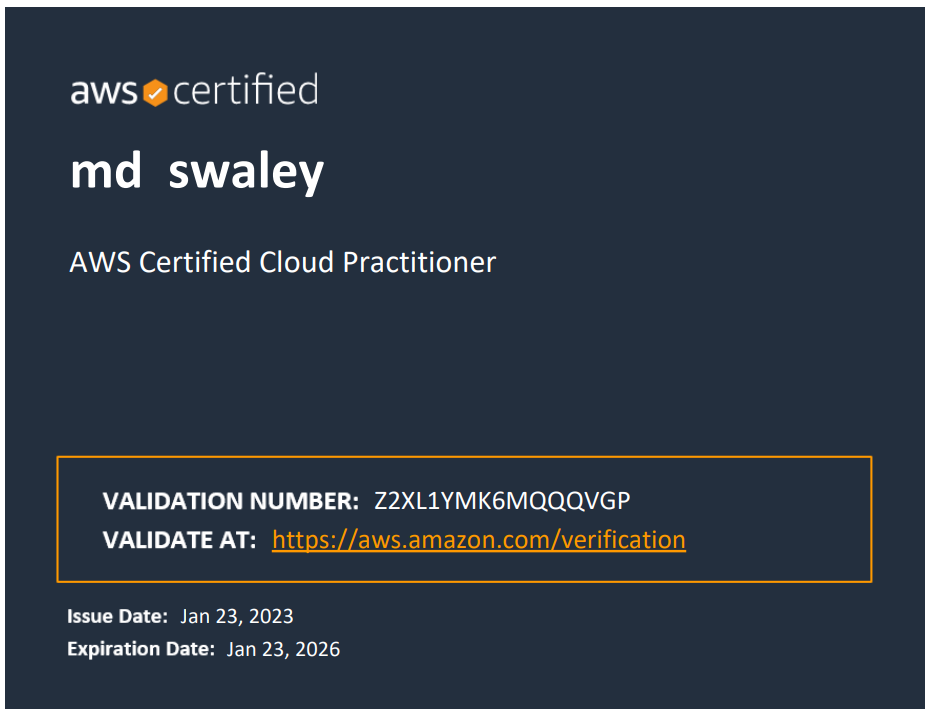 aws certified
md swaley
AWS Certified Cloud Practitioner
VALIDATION NUMBER: Z2XL1YMK6MQQQVGP
VALIDATE AT: https://aws.amazon.com/verification
Issue Date: Jan 23, 2023
Expiration Date: Jan 23, 2026